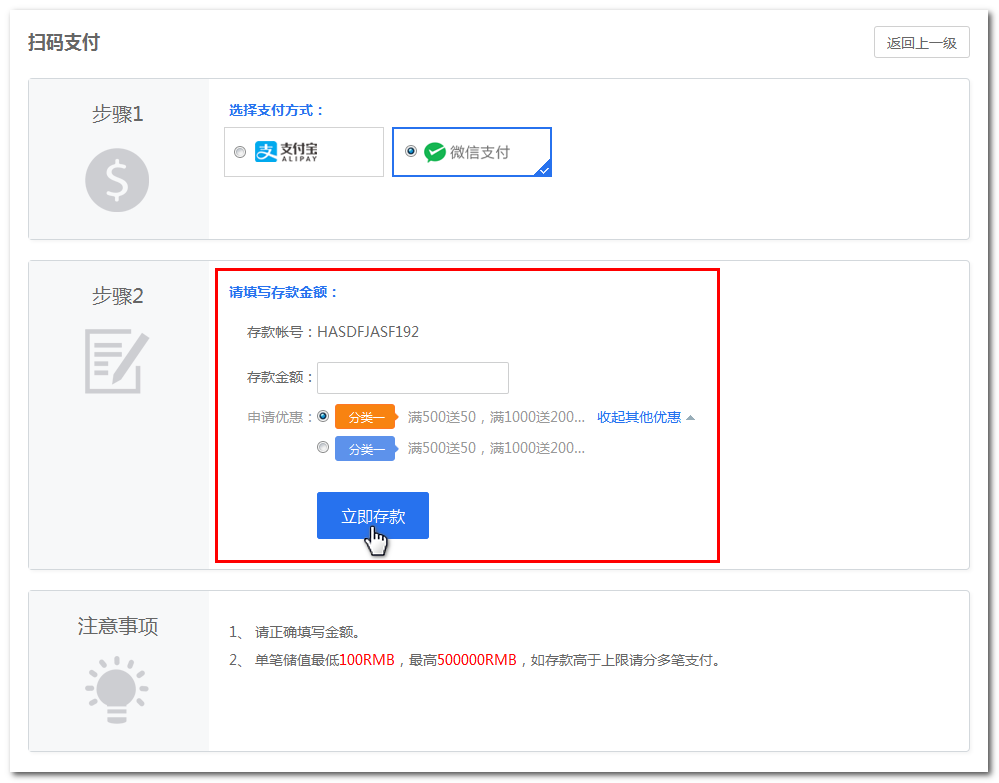 扫码支付
返回上一级
步骤1
选择支付方式：
支付宝
ALIPAY
微信支付
步骤2
请填写存款金额：
存款帐号：HASDFJASF192
存款金额：
申请优惠： 分类一 满500送50，满1000送200... 收起其他优惠
分类一 满500送50，满1000送200...
立即存款
注意事项
1、 请正确填写金额。
2、 单笔储值最低100RMB，最高500000RMB，如存款高于上限请分多笔支付。